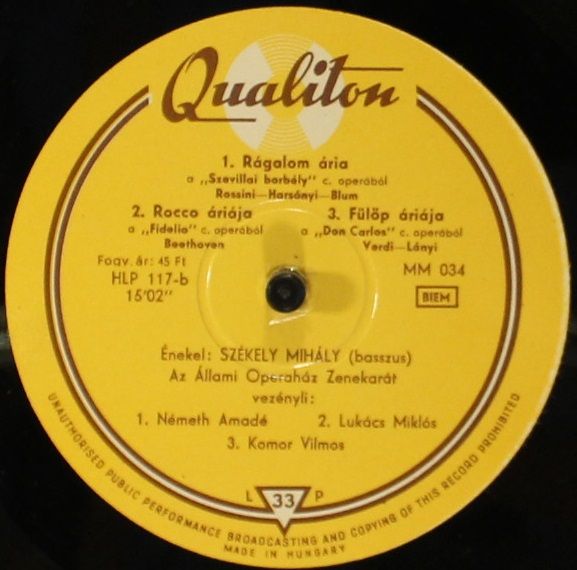 Qualiton
1. Rágalom ária
a „Szevillai borbély" c. operából
Rossini—Harsányi—Blum
2. Rocco áriája
a „Fidelio" c. operából
Beethoven
3. Fülöp áriája
a „Don Carlos" c. operából
Verdi—Lányi
Fogy. ár: 45 Ft
HLP 117-b
15'02"
MM 034
BIEM
Énekel: SZÉKELY MIHÁLY (basszus)
Az Állami Operaház Zenekarát
vezényli:
1. Németh Amadé 2. Lukács Miklós
3. Komor Vilmos
L 33 P
UNAUTHORISED PUBLIC PERFORMANCE BROADCASTING AND COPYING OF THIS RECORD PROHIBITED
MADE IN HUNGARY